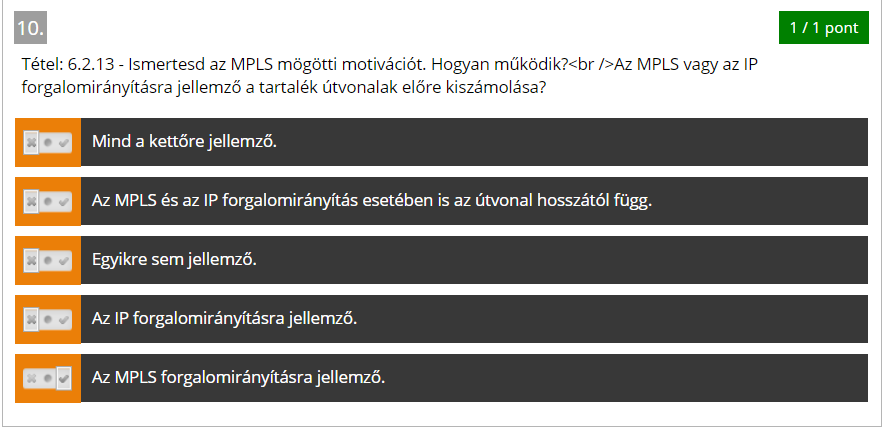 10.
1 / 1 pont
Tétel: 6.2.13 - Ismertesd az MPLS mögötti motivációt. Hogyan működik?<br />Az MPLS vagy az IP
forgalomirányításra jellemző a tartalék útvonalak előre kiszámolása?
Mind a kettőre jellemző.
Az MPLS és az IP forgalomirányítás esetében is az útvonal hosszától függ.
Egyikre sem jellemző.
Az IP forgalomirányításra jellemző.
Az MPLS forgalomirányításra jellemző.